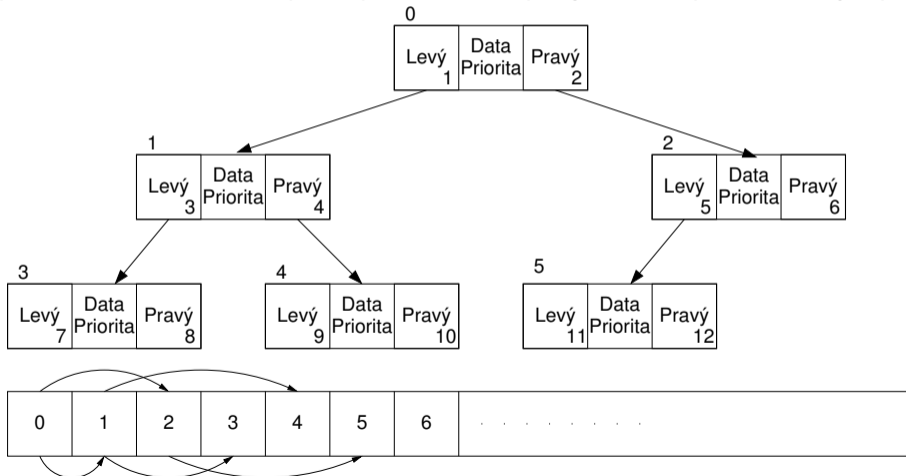 0
Levý Data Pravý
1 Priorita 2
1
Levý Data Pravý
3 Priorita 4
2
Levý Data Pravý
5 Priorita 6
3
Levý Data Pravý
7 Priorita 8
4
Levý Data Pravý
9 Priorita 10
5
Levý Data Pravý
11 Priorita 12
0 1 2 3 4 5 6 . . . . . . . .